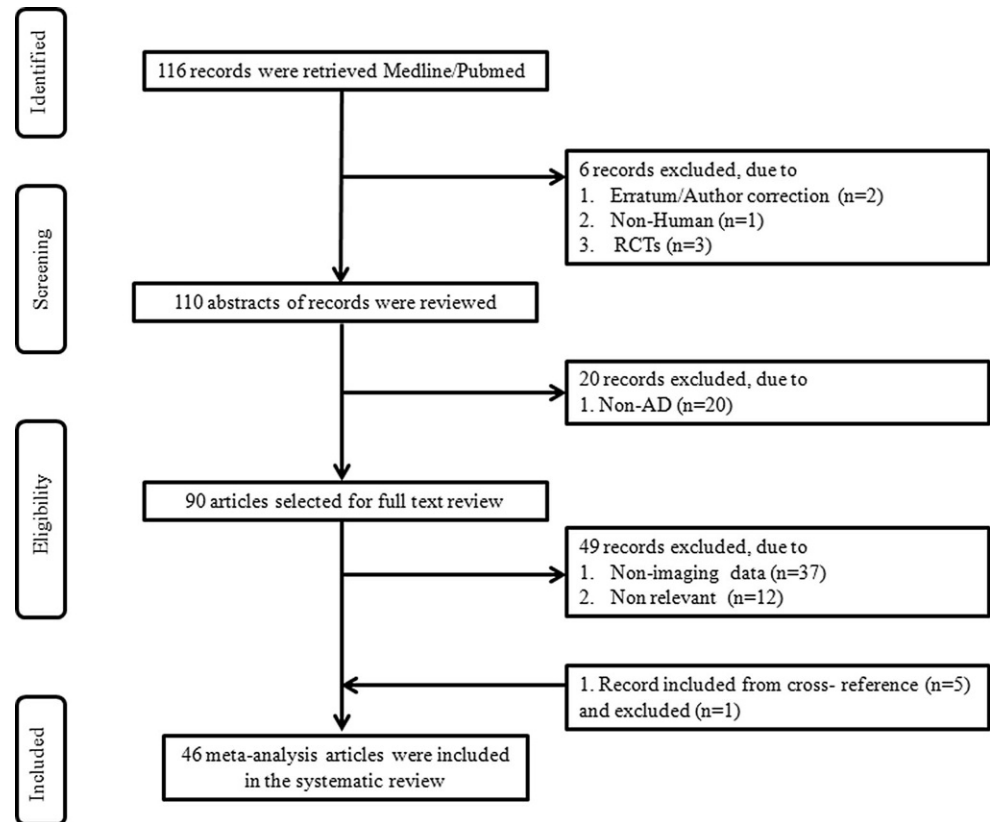 Identified
116 records were retrieved Medline/Pubmed
6 records excluded, due to
1. Erratum/Author correction (n=2)
2. Non-Human (n=1)
3. RCTs (n=3)
Screening
110 abstracts of records were reviewed
20 records excluded, due to
1. Non-AD (n=20)
Eligibility
90 articles selected for full text review
49 records excluded, due to
1. Non-imaging data (n=37)
2. Non relevant (n=12)
1. Record included from cross- reference (n=5)
and excluded (n=1)
Included
46 meta-analysis articles were included
in the systematic review